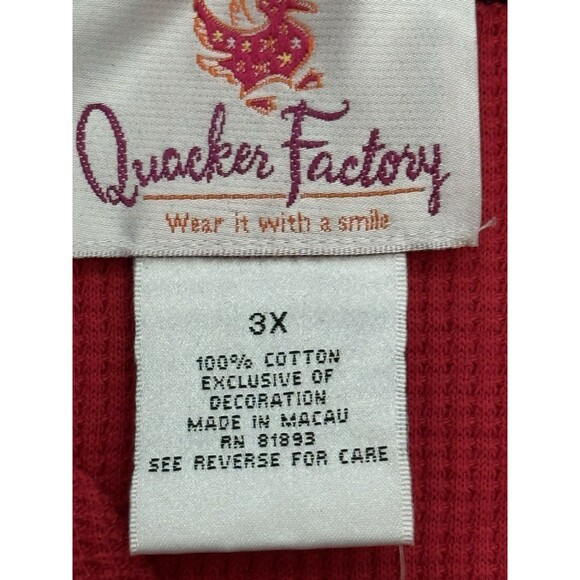 Quacker Factory
Wear it with a smile
3X
100% COTTON
EXCLUSIVE OF
DECORATION
MADE IN MACAU
RN 81893
SEE REVERSE FOR CARE